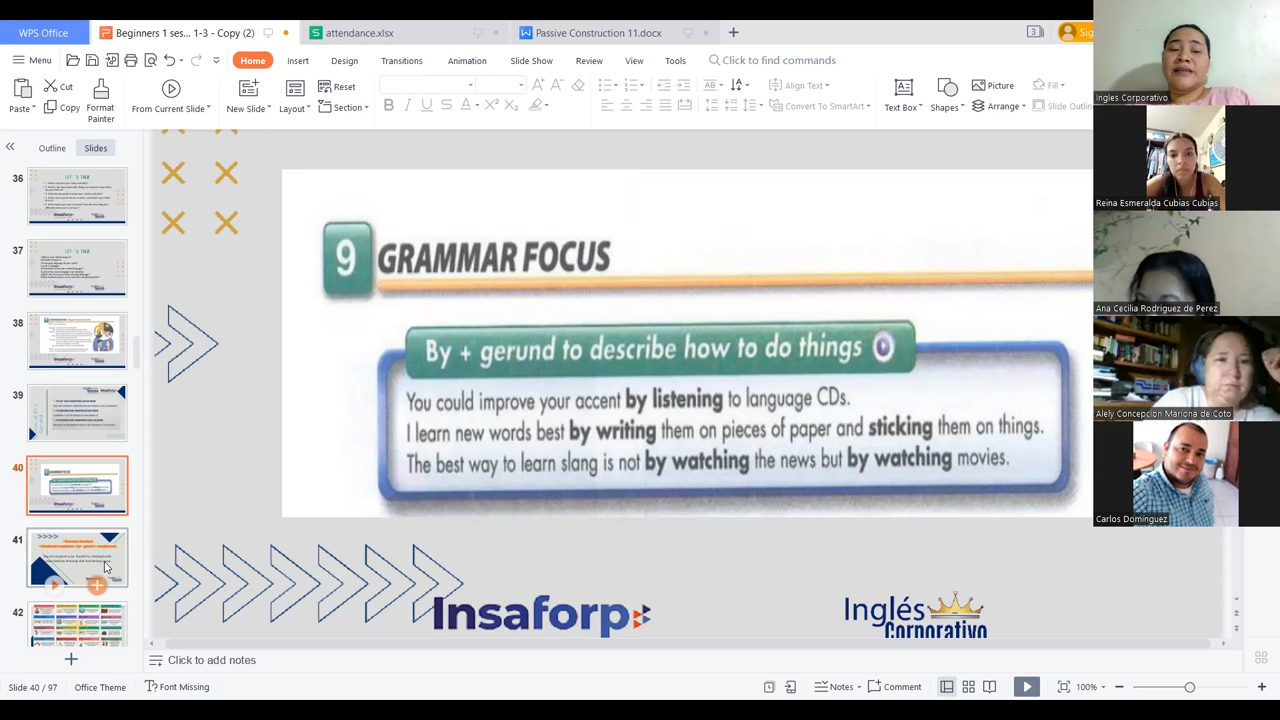 WPS Office
Beginners 1 ses... 1-3 - Copy (2)
attendance.xlsx
Passive Construction 11.docx
Menu
Home
Insert
Design
Transitions
Animation
Slide Show
Review
View
Tools
Click to find commands
Paste
Cut
Copy
Format
Painter
From Current Slide
New Slide
Layout
Reset
Section
B I U S A X² X₂
AB
Align Text
Convert To SmartArt
Text Box
Shapes
Picture
Arrange
Fill
Shape Outline
Outline
Slides
36
LET´S TALK
37
LET´S TALK
38
39
40
41
42
9 GRAMMAR FOCUS
By + gerund to describe how to do things
You could improve your accent by listening to language CDs.
I learn new words best by writing them on pieces of paper and sticking them on things.
The best way to learn slang is not by watching the news but by watching movies.
Insaforp
Inglés
Corporativo
Click to add notes
Slide 40 / 97
Office Theme
Font Missing
Notes
Comment
100%
Ingles Corporativo
Reina Esmeralda Cubias Cubias
Ana Cecilia Rodriguez de Perez
Alely Concepcion Mariona de Coto
Carlos Dominguez